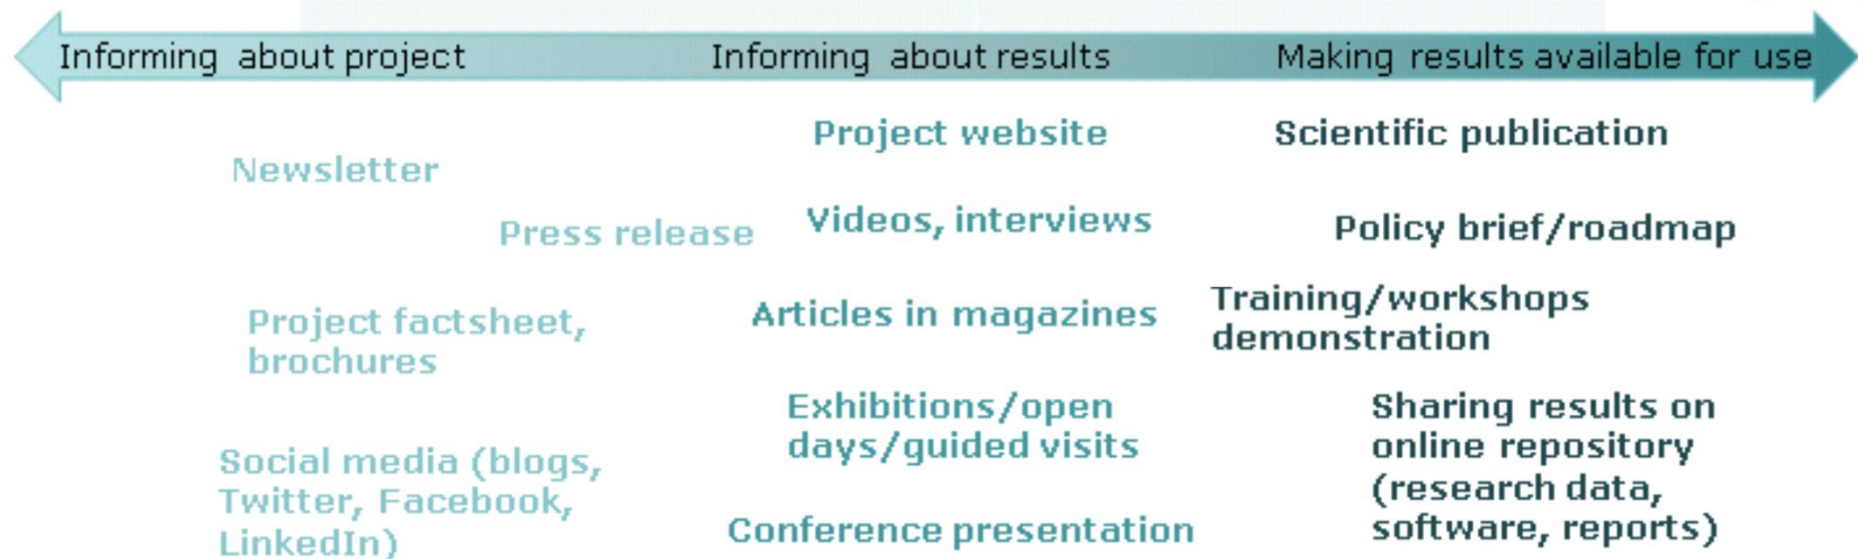 Informing about project
Informing about results
Making results available for use
Newsletter
Press release
Project factsheet,
brochures
Social media (blogs,
Twitter, Facebook,
LinkedIn)
Project website
Videos, interviews
Articles in magazines
Exhibitions/open
days/guided visits
Conference presentation
Scientific publication
Policy brief/roadmap
Training/workshops
demonstration
Sharing results on
online repository
(research data,
software, reports)